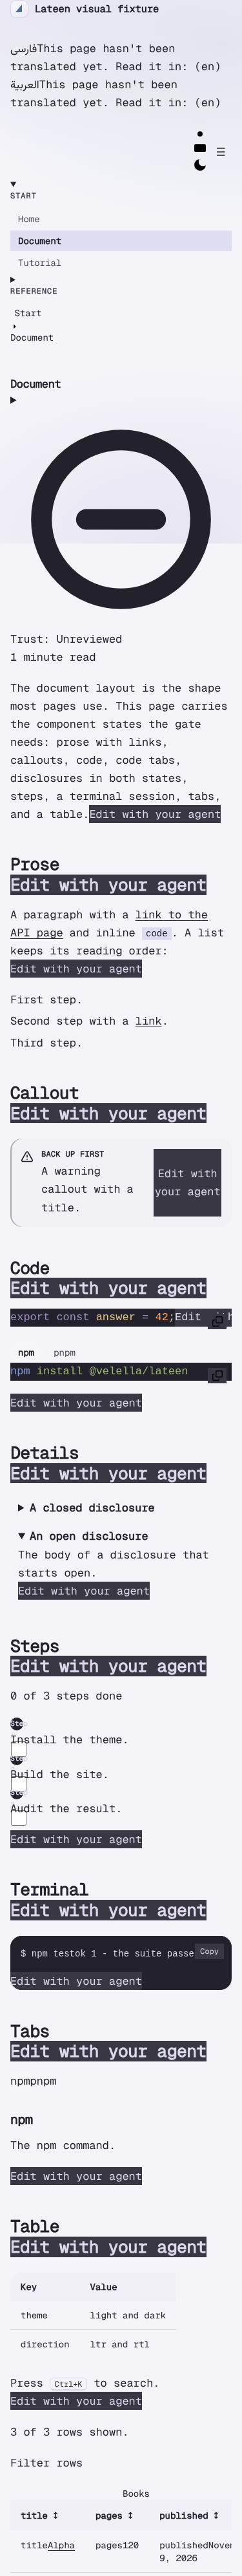 Lateen visual fixture
فارسیThis page hasn't been
translated yet. Read it in: (en)
العربيةThis page hasn't been
translated yet. Read it in: (en)
START
Home
Document
Tutorial
REFERENCE
Start
Document
Document
Trust: Unreviewed
1 minute read
The document layout is the shape
most pages use. This page carries
the component states the gate
needs: prose with links,
callouts, code, code tabs,
disclosures in both states,
steps, a terminal session, tabs,
and a table.Edit with your agent
Prose
Edit with your agent
A paragraph with a link to the
API page and inline code. A list
keeps its reading order:
Edit with your agent
First step.
Second step with a link.
Third step.
Callout
Edit with your agent
BACK UP FIRST
A warning
callout with a
title.
Edit with
your agent
Code
Edit with your agent
export const answer = 42;Edit
npm pnpm
npm install @velella/lateen
Edit with your agent
Details
Edit with your agent
A closed disclosure
An open disclosure
The body of a disclosure that
starts open.
Edit with your agent
Steps
Edit with your agent
0 of 3 steps done
Install the theme.
Build the site.
Audit the result.
Edit with your agent
Terminal
Edit with your agent
$ npm testok 1 - the suite passe
Copy
Edit with your agent
Tabs
Edit with your agent
npmpnpm
npm
The npm command.
Edit with your agent
Table
Edit with your agent
Key Value
theme light and dark
direction ltr and rtl
Press Ctrl+K to search.
Edit with your agent
3 of 3 rows shown.
Filter rows
Books
title ↕ pages ↕ published ↕
titleAlpha pages120 publishedNovem
9, 2026